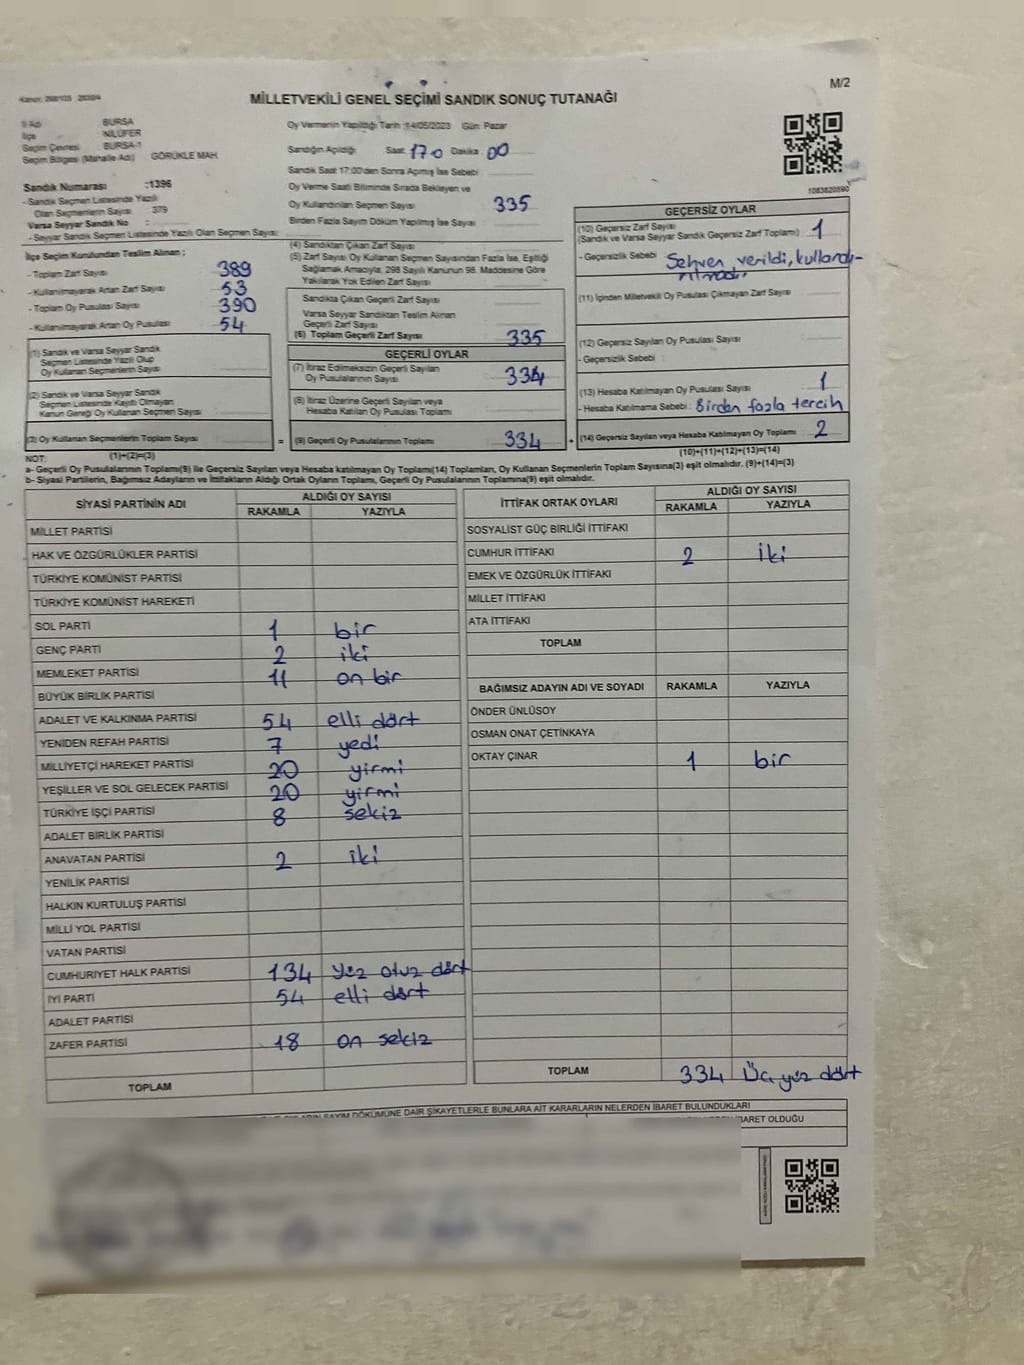 M/2
MİLLETVEKİLİ GENEL SEÇİMİ SANDIK SONUÇ TUTANAĞI
İl Adı BURSA
İlçe NİLÜFER
Seçim Çevresi BURSA-1
Seçim Bölgesi (Mahalle Adı) GÖRÜKLE MAH.
Sandık Numarası :1396
- Sandık Seçmen Listesinde Yazılı
Olan Seçmenlerin Sayısı : 379
Varsa Seyyar Sandık No :
- Seyyar Sandık Seçmen Listesinde Yazılı Olan Seçmen Sayısı:
İlçe Seçim Kurulundan Teslim Alınan ;
- Toplam Zarf Sayısı 389
- Kullanılmayarak Artan Zarf Sayısı 53
- Toplam Oy Pusulası Sayısı 390
- Kullanılmayarak Artan Oy Pusulası 54
(1) Sandık ve Varsa Seyyar Sandık
Seçmen Listesinde Yazılı Olup
Oy Kullanan Seçmenlerin Sayısı :
(2) Sandık ve Varsa Seyyar Sandık
Seçmen Listesinde Kaydı Olmayan
Kanun Gereği Oy Kullanan Seçmen Sayısı :
(3) Oy Kullanan Seçmenlerin Toplam Sayısı :
Oy Vermenin Yapıldığı Tarih :14/05/2023 Gün: Pazar
Sandığın Açıldığı Saat 170 Dakika 00
Sandık Saat 17:00'den Sonra Açılmış İse Sebebi
Oy Verme Saati Bitiminde Sırada Bekleyen ve
Oy Kullandırılan Seçmen Sayısı 335
Birden Fazla Sayım Döküm Yapılmış İse Sayısı
(4) Sandıktan Çıkan Zarf Sayısı
(5) Zarf Sayısı Oy Kullanan Seçmen Sayısından Fazla İse, Eşitliği
Sağlamak Amacıyla, 298 Sayılı Kanunun 98. Maddesine Göre
Yakılarak Yok Edilen Zarf Sayısı
Sandıkta Çıkan Geçerli Zarf Sayısı
Varsa Seyyar Sandıktan Teslim Alınan
Geçerli Zarf Sayısı
(6) Toplam Geçerli Zarf Sayısı 335
GEÇERLİ OYLAR
(7) İtiraz Edilmeksizin Geçerli Sayılan
Oy Pusulalarının Sayısı 334
(8) İtiraz Üzerine Geçerli Sayılan veya
Hesaba Katılan Oy Pusulası Toplamı
= (9) Geçerli Oy Pusulalarının Toplamı 334 +
1083820890
GEÇERSİZ OYLAR
(10) Geçersiz Zarf Sayısı
(Sandık ve Varsa Seyyar Sandık Geçersiz Zarf Toplamı) 1
- Geçersizlik Sebebi Sehven verildi, kullandı-
rılmadı.
(11) İçinden Milletvekili Oy Pusulası Çıkmayan Zarf Sayısı
(12) Geçersiz Sayılan Oy Pusulası Sayısı
- Geçersizlik Sebebi
(13) Hesaba Katılmayan Oy Pusulası Sayısı 1
- Hesaba Katılmama Sebebi : Birden fazla tercih
(14) Geçersiz Sayılan veya Hesaba Katılmayan Oy Toplamı 2
NOT: (1)+(2)=(3) (10)+(11)+(12)+(13)=(14)
a- Geçerli Oy Pusulalarının Toplamı(9) ile Geçersiz Sayılan veya Hesaba katılmayan Oy Toplamı(14) Toplamları, Oy Kullanan Seçmenlerin Toplam Sayısına(3) eşit olmalıdır. (9)+(14)=(3)
b- Siyasi Partilerin, Bağımsız Adayların ve İttifakların Aldığı Ortak Oyların Toplamı, Geçerli Oy Pusulalarının Toplamına(9) eşit olmalıdır.
SİYASİ PARTİNİN ADI ALDIĞI OY SAYISI
RAKAMLA YAZIYLA
MİLLET PARTİSİ
HAK VE ÖZGÜRLÜKLER PARTİSİ
TÜRKİYE KOMÜNİST PARTİSİ
TÜRKİYE KOMÜNİST HAREKETİ
SOL PARTİ 1 bir
GENÇ PARTİ 2 iki
MEMLEKET PARTİSİ 11 on bir
BÜYÜK BİRLİK PARTİSİ
ADALET VE KALKINMA PARTİSİ 54 elli dört
YENİDEN REFAH PARTİSİ 7 yedi
MİLLİYETÇİ HAREKET PARTİSİ 20 yirmi
YEŞİLLER VE SOL GELECEK PARTİSİ 20 yirmi
TÜRKİYE İŞÇİ PARTİSİ 8 sekiz
ADALET BİRLİK PARTİSİ
ANAVATAN PARTİSİ 2 iki
YENİLİK PARTİSİ
HALKIN KURTULUŞ PARTİSİ
MİLLİ YOL PARTİSİ
VATAN PARTİSİ
CUMHURİYET HALK PARTİSİ 134 yüz otuz dört
İYİ PARTİ 54 elli dört
ADALET PARTİSİ
ZAFER PARTİSİ 18 on sekiz
TOPLAM
İTTİFAK ORTAK OYLARI ALDIĞI OY SAYISI
RAKAMLA YAZIYLA
SOSYALİST GÜÇ BİRLİĞİ İTTİFAKI
CUMHUR İTTİFAKI 2 iki
EMEK VE ÖZGÜRLÜK İTTİFAKI
MİLLET İTTİFAKI
ATA İTTİFAKI
TOPLAM
BAĞIMSIZ ADAYIN ADI VE SOYADI RAKAMLA YAZIYLA
ÖNDER ÜNLÜSOY
OSMAN ONAT ÇETİNKAYA
OKTAY ÇINAR 1 bir
TOPLAM 334 Üç yüz dört
SAYIM DÖKÜMÜNE DAİR ŞİKAYETLERLE BUNLARA AİT KARARLARIN NELERDEN İBARET BULUNDUKLARI
İBARET OLDUĞU